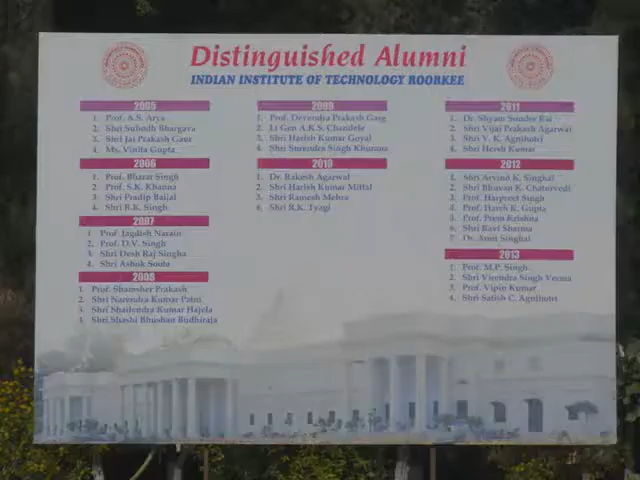 Distinguished Alumni
INDIAN INSTITUTE OF TECHNOLOGY ROORKEE
2005
1. Prof. A.S. Arya
2. Shri Subodh Bhargava
3. Shri Jai Prakash Gaur
4. Ms. Vinita Gupta
2006
1. Prof. Bharat Singh
2. Prof. S.K. Khanna
3. Shri Pradip Baijal
4. Shri R.K. Singh
2007
1. Prof. Jagdish Narain
2. Prof. D.V. Singh
3. Shri Desh Raj Singha
4. Shri Ashok Soota
2008
1. Prof. Shamsher Prakash
2. Shri Narendra Kumar Patni
3. Shri Shailendra Kumar Hajela
4. Shri Shashi Bhushan Budhiraja
2009
1. Prof. Devendra Prakash Garg
2. Lt Gen A.K.S. Chandele
3. Shri Harish Kumar Goyal
4. Shri Surendra Singh Khurana
2010
1. Dr. Rakesh Agarwal
2. Shri Harish Kumar Mittal
3. Shri Ramesh Mehra
4. Shri R.K. Tyagi
2011
1. Dr. Shyam Sunder Rai
2. Shri Vijai Prakash Agarwal
3. Shri V. K. Agnihotri
4. Shri Hersh Kumar
2012
1. Shri Arvind K. Singhal
2. Shri Bhuvan K. Chaturvedi
3. Prof. Harpreet Singh
4. Prof. Harsh K. Gupta
5. Prof. Prem Krishna
6. Shri Ravi Sharma
7. Dr. Amit Singhal
2013
1. Prof. M.P. Singh
2. Shri Virendra Singh Verma
3. Prof. Vipin Kumar
4. Shri Satish C. Agnihotri